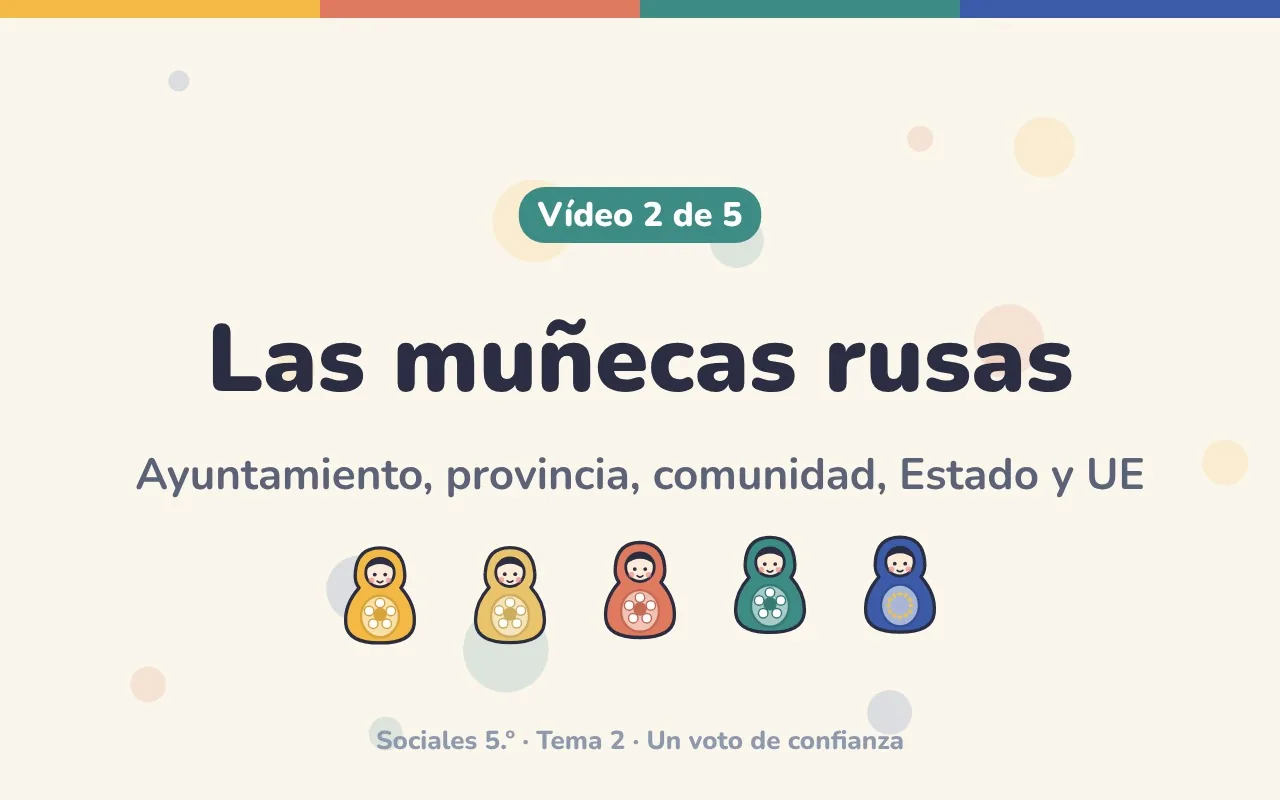 Vídeo 2 de 5
Las muñecas rusas
Ayuntamiento, provincia, comunidad, Estado y UE
Sociales 5.º · Tema 2 · Un voto de confianza